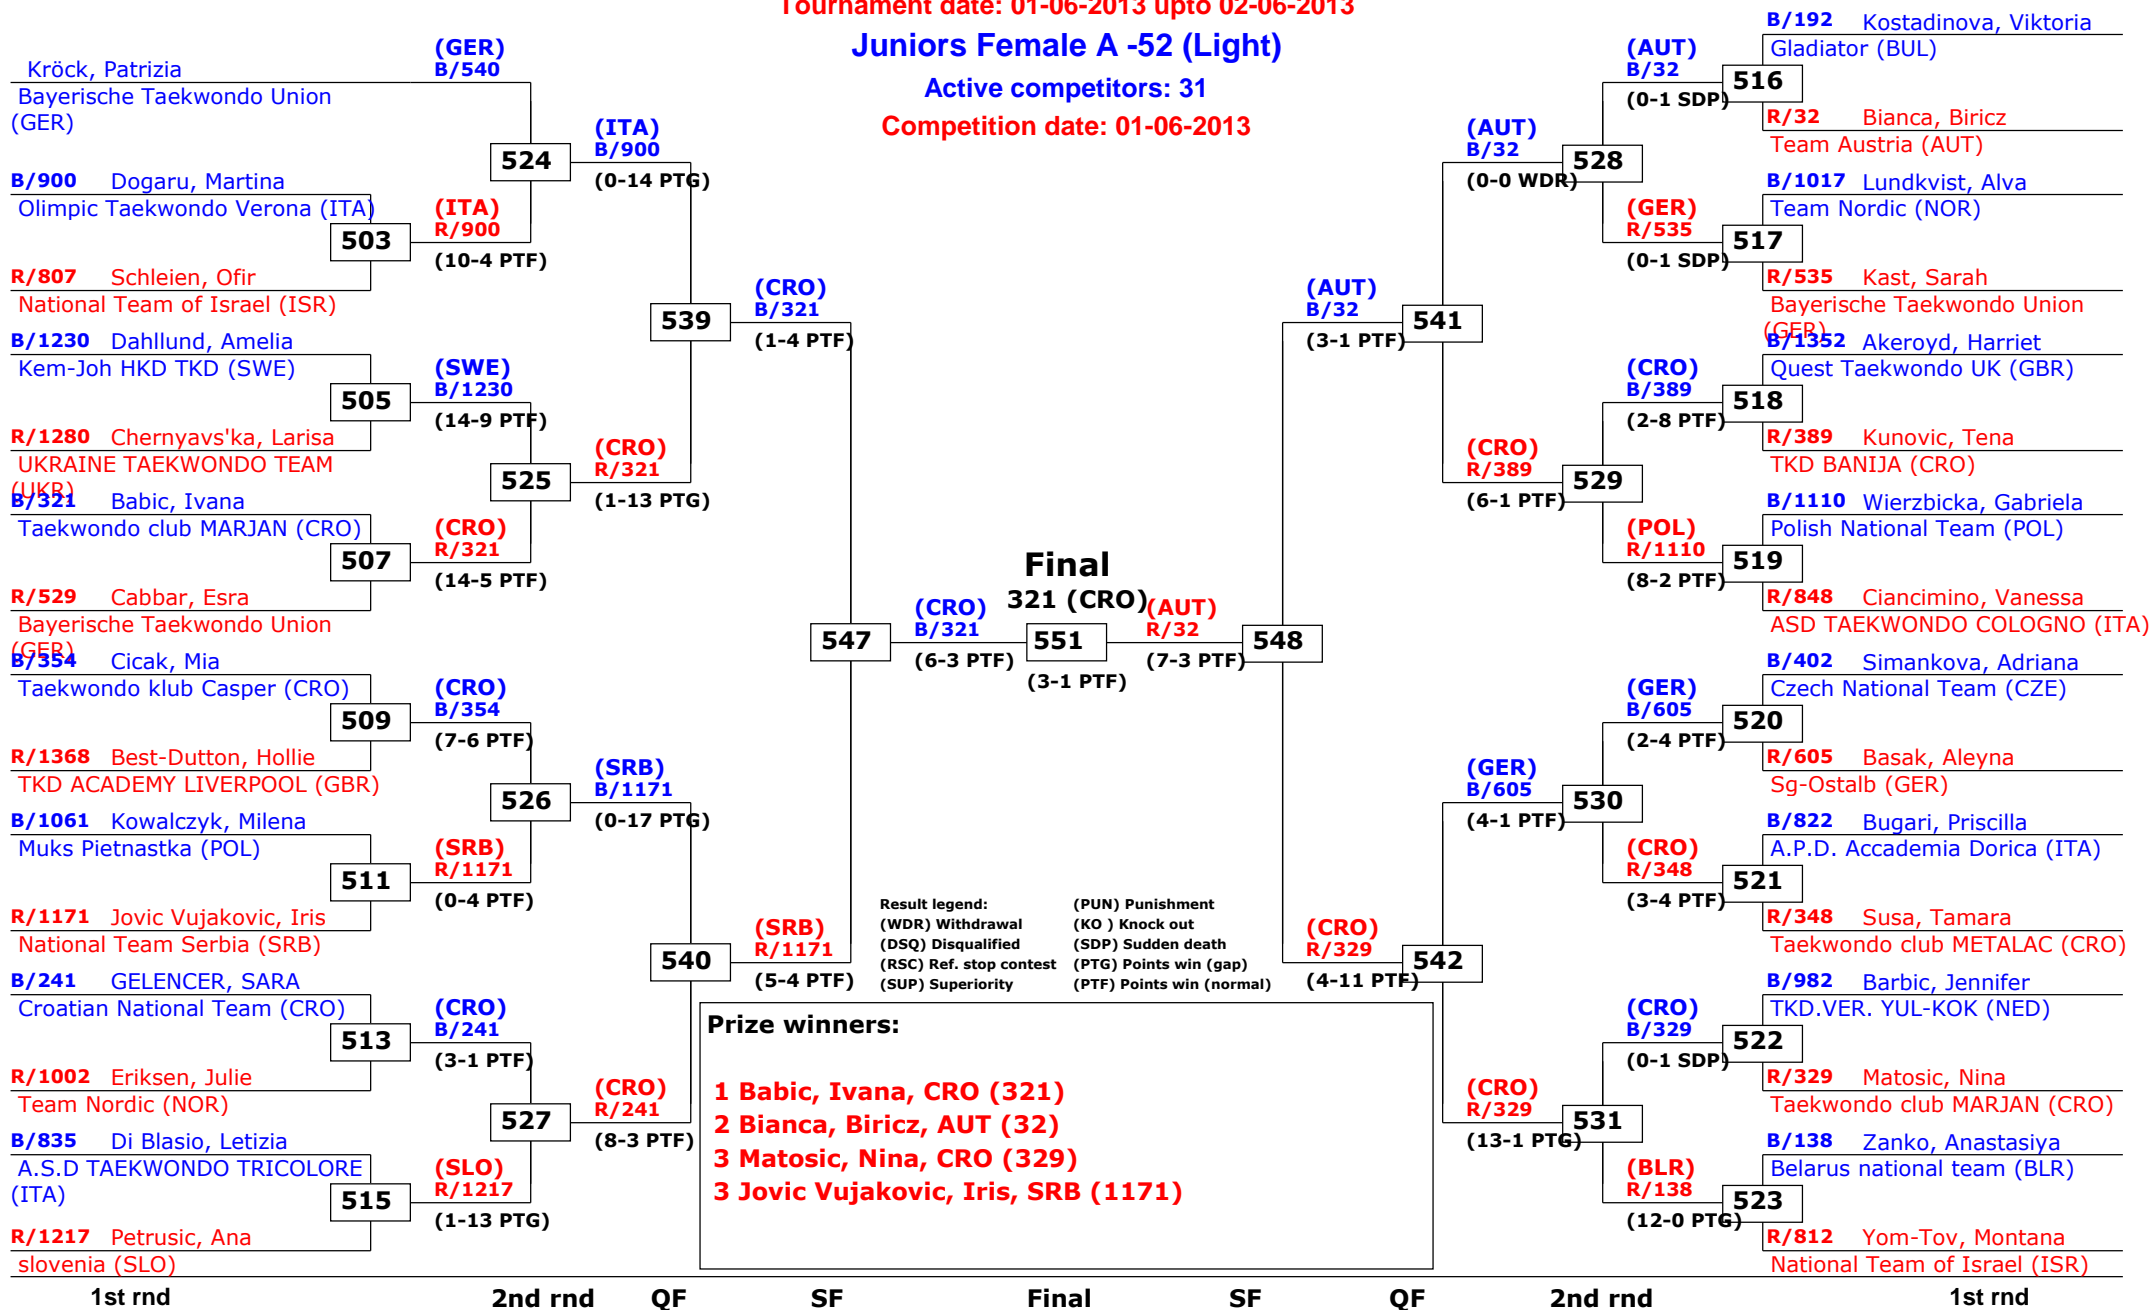 Tournament date: 01-06-2013 upto 02-06-2013
Juniors Female A -52 (Light)
Active competitors: 31
Competition date: 01-06-2013
Kröck, Patrizia
Bayerische Taekwondo Union
(GER)
B/900 Dogaru, Martina
Olimpic Taekwondo Verona (ITA)
503
R/807 Schleien, Ofir
National Team of Israel (ISR)
B/1230 Dahllund, Amelia
Kem-Joh HKD TKD (SWE)
505
R/1280 Chernyavs'ka, Larisa
UKRAINE TAEKWONDO TEAM
(UKR)
B/321 Babic, Ivana
Taekwondo club MARJAN (CRO)
507
R/529 Cabbar, Esra
Bayerische Taekwondo Union
(GER)
B/354 Cicak, Mia
Taekwondo klub Casper (CRO)
509
R/1368 Best-Dutton, Hollie
TKD ACADEMY LIVERPOOL (GBR)
B/1061 Kowalczyk, Milena
Muks Pietnastka (POL)
511
R/1171 Jovic Vujakovic, Iris
National Team Serbia (SRB)
B/241 GELENCER, SARA
Croatian National Team (CRO)
513
R/1002 Eriksen, Julie
Team Nordic (NOR)
B/835 Di Blasio, Letizia
A.S.D TAEKWONDO TRICOLORE
(ITA)
515
R/1217 Petrusic, Ana
slovenia (SLO)
(GER)
B/540
524
(ITA)
R/900
(10-4 PTF)
(SWE)
B/1230
(14-9 PTF)
525
(CRO)
R/321
(14-5 PTF)
(CRO)
B/354
(7-6 PTF)
526
(SRB)
R/1171
(0-4 PTF)
(CRO)
B/241
(3-1 PTF)
527
(SLO)
R/1217
(1-13 PTG)
(ITA)
B/900
(0-14 PTG)
539
(CRO)
R/321
(1-13 PTG)
(SRB)
B/1171
(0-17 PTG)
540
(CRO)
R/241
(8-3 PTF)
(CRO)
B/321
(1-4 PTF)
547
(SRB)
R/1171
(5-4 PTF)
(CRO)
B/321
(6-3 PTF)
Final
321 (CRO)
551
(3-1 PTF)
(AUT)
R/32
(7-3 PTF)
(AUT)
B/32
(3-1 PTF)
548
(CRO)
R/329
(4-11 PTF)
(AUT)
B/32
(0-0 WDR)
541
(CRO)
R/389
(6-1 PTF)
(GER)
B/605
(4-1 PTF)
542
(CRO)
R/329
(13-1 PTG)
(AUT)
B/32
(0-1 SDP)
528
(GER)
R/535
(0-1 SDP)
(CRO)
B/389
(2-8 PTF)
529
(POL)
R/1110
(8-2 PTF)
(GER)
B/605
(2-4 PTF)
530
(CRO)
R/348
(3-4 PTF)
(CRO)
B/329
(0-1 SDP)
531
(BLR)
R/138
(12-0 PTG)
B/192 Kostadinova, Viktoria
Gladiator (BUL)
516
R/32 Bianca, Biricz
Team Austria (AUT)
B/1017 Lundkvist, Alva
Team Nordic (NOR)
517
R/535 Kast, Sarah
Bayerische Taekwondo Union
(GER)
B/1352 Akeroyd, Harriet
Quest Taekwondo UK (GBR)
518
R/389 Kunovic, Tena
TKD BANIJA (CRO)
B/1110 Wierzbicka, Gabriela
Polish National Team (POL)
519
R/848 Ciancimino, Vanessa
ASD TAEKWONDO COLOGNO (ITA)
B/402 Simankova, Adriana
Czech National Team (CZE)
520
R/605 Basak, Aleyna
Sg-Ostalb (GER)
B/822 Bugari, Priscilla
A.P.D. Accademia Dorica (ITA)
521
R/348 Susa, Tamara
Taekwondo club METALAC (CRO)
B/982 Barbic, Jennifer
TKD.VER. YUL-KOK (NED)
522
R/329 Matosic, Nina
Taekwondo club MARJAN (CRO)
B/138 Zanko, Anastasiya
Belarus national team (BLR)
523
R/812 Yom-Tov, Montana
National Team of Israel (ISR)
Result legend:
(WDR) Withdrawal
(DSQ) Disqualified
(RSC) Ref. stop contest
(SUP) Superiority
(PUN) Punishment
(KO ) Knock out
(SDP) Sudden death
(PTG) Points win (gap)
(PTF) Points win (normal)
Prize winners:
1 Babic, Ivana, CRO (321)
2 Bianca, Biricz, AUT (32)
3 Matosic, Nina, CRO (329)
3 Jovic Vujakovic, Iris, SRB (1171)
1st rnd 2nd rnd QF SF Final SF QF 2nd rnd 1st rnd